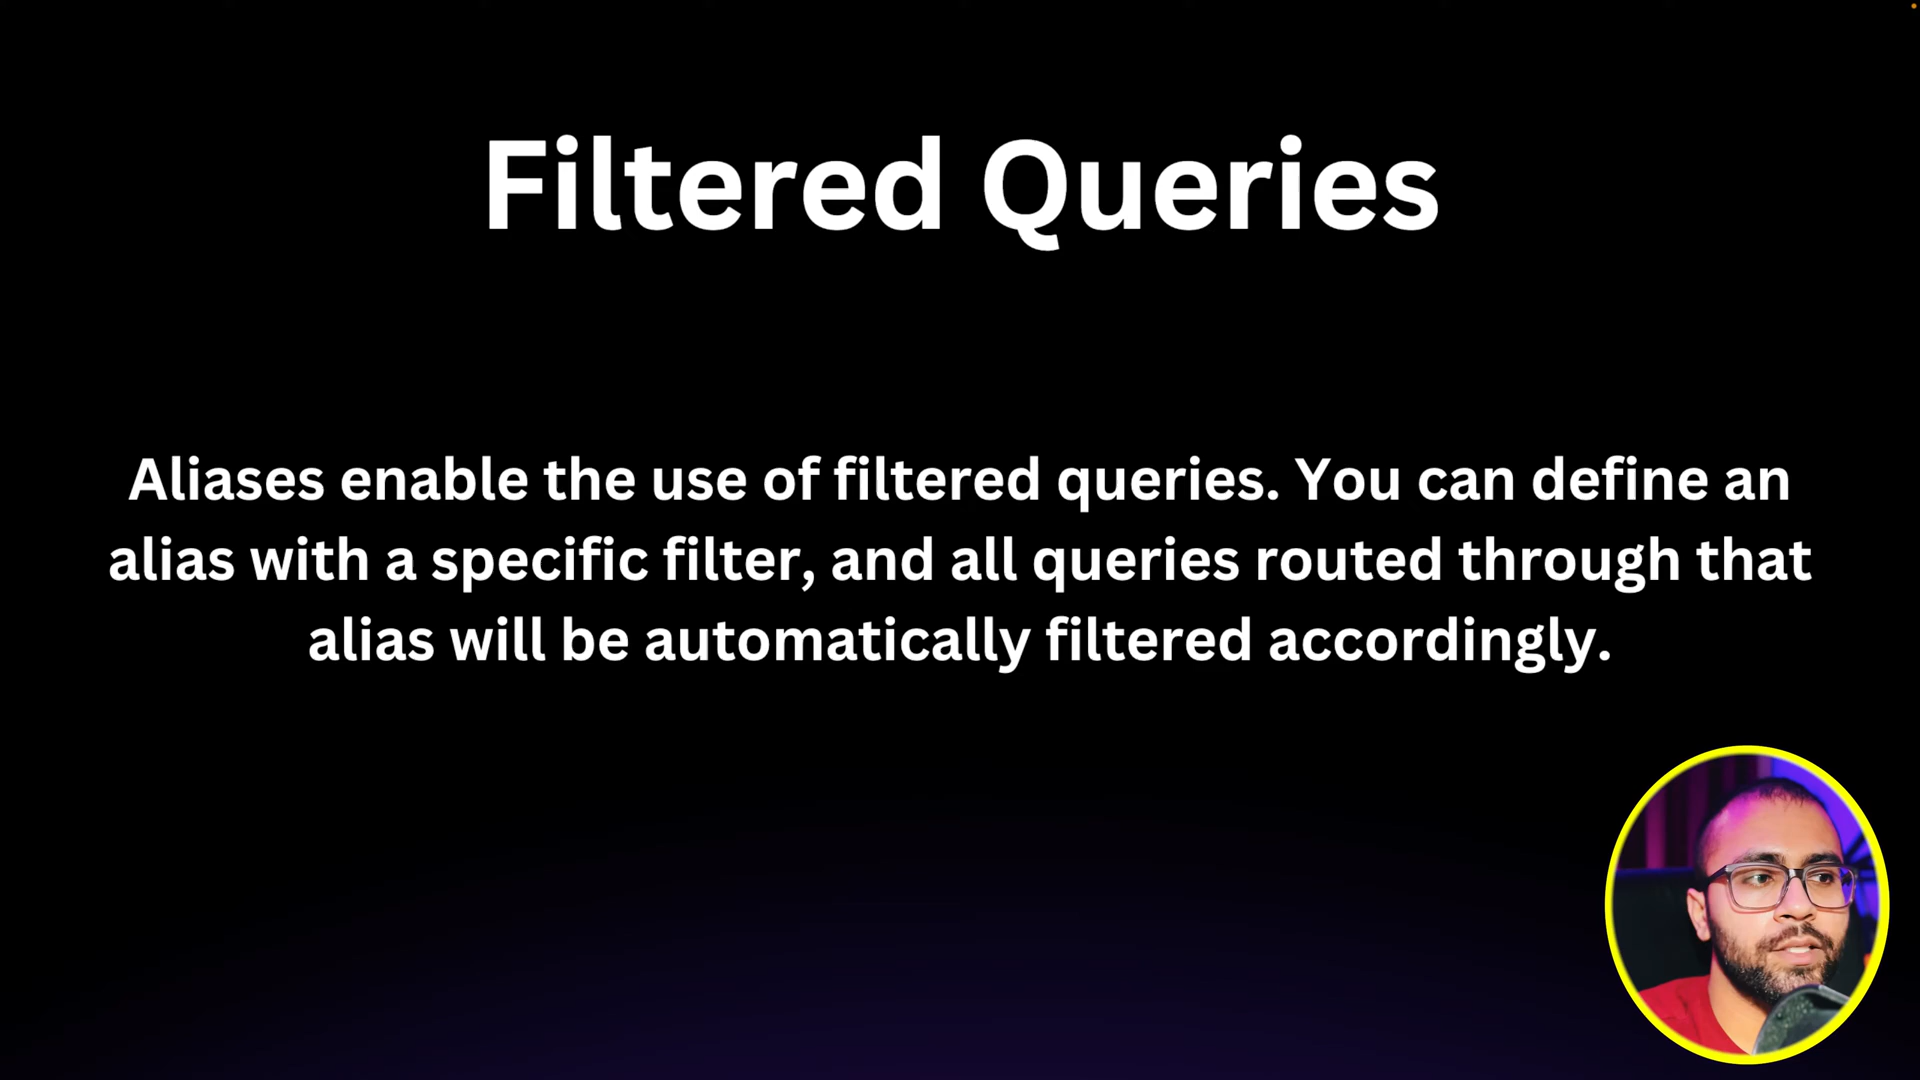 Filtered Queries
Aliases enable the use of filtered queries. You can define an
alias with a specific filter, and all queries routed through that
alias will be automatically filtered accordingly.